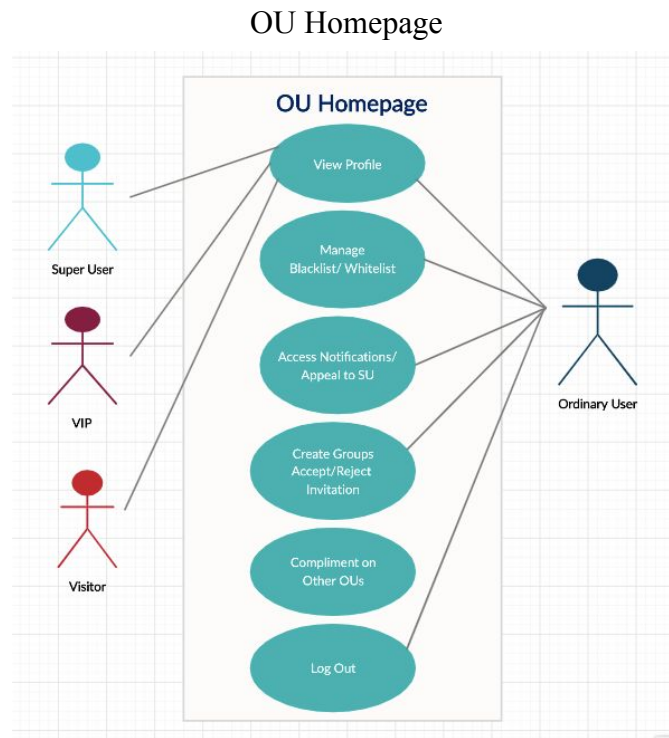 OU Homepage
OU Homepage
View Profile
Super User
Manage
Blacklist/ Whitelist
VIP
Access Notifications/
Appeal to SU
Ordinary User
Create Groups
Accept/Reject
Invitation
Visitor
Compliment on
Other OUs
Log Out